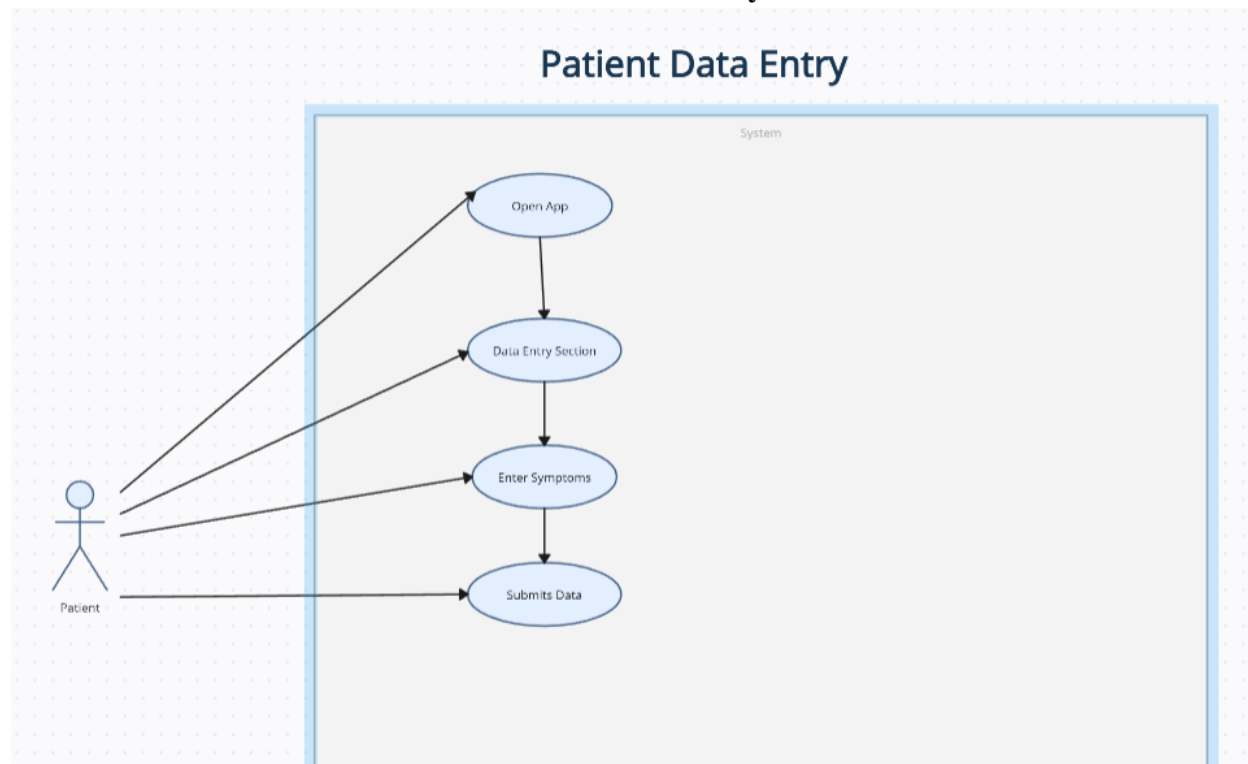 Patient Data Entry
System
Open App
Data Entry Section
Enter Symptoms
Submits Data
Patient